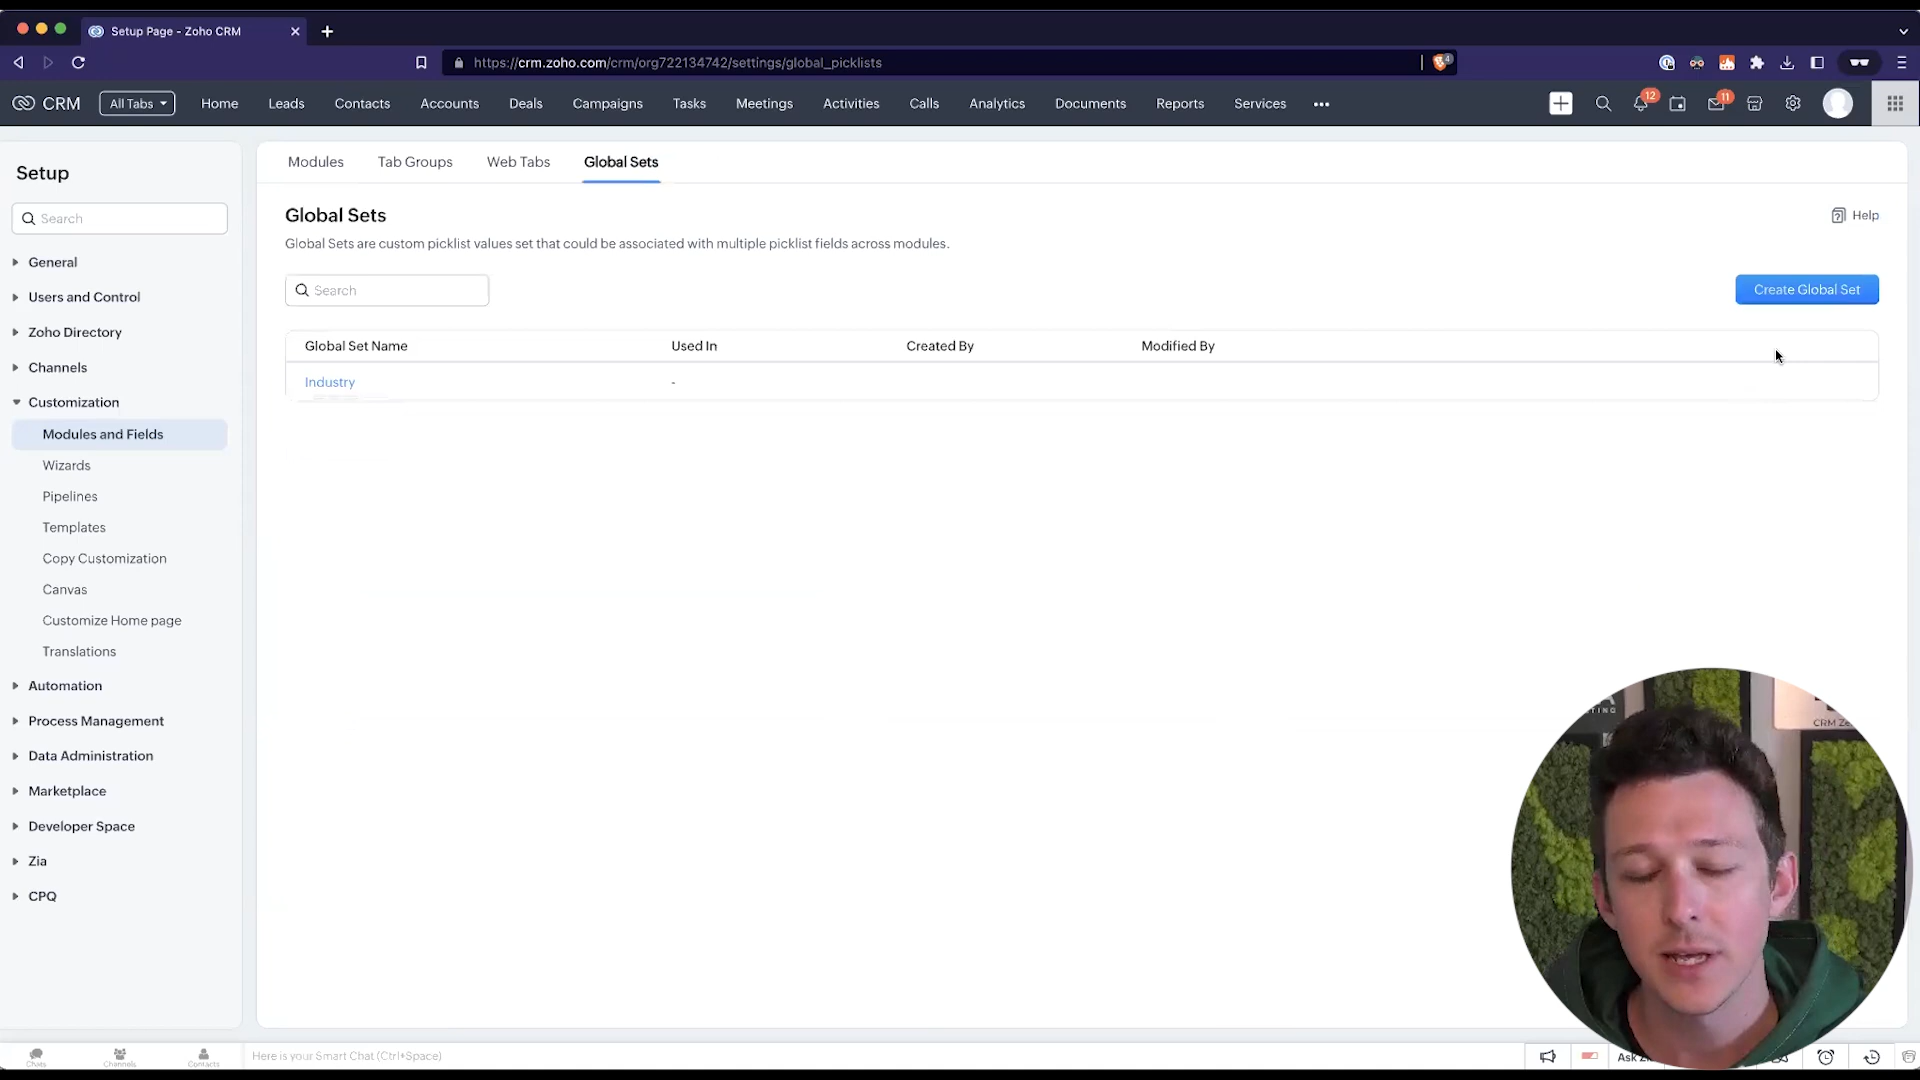 Setup Page - Zoho CRM
https://crm.zoho.com/crm/org722134742/settings/global_picklists
4
CRM
All Tabs
Home
Leads
Contacts
Accounts
Deals
Campaigns
Tasks
Meetings
Activities
Calls
Analytics
Documents
Reports
Services
12
11
Setup
Search
General
Users and Control
Zoho Directory
Channels
Customization
Modules and Fields
Wizards
Pipelines
Templates
Copy Customization
Canvas
Customize Home page
Translations
Automation
Process Management
Data Administration
Marketplace
Developer Space
Zia
CPQ
Modules
Tab Groups
Web Tabs
Global Sets
Global Sets
Help
Global Sets are custom picklist values set that could be associated with multiple picklist fields across modules.
Search
Create Global Set
Global Set Name
Used In
Created By
Modified By
Industry
-
CRM
Chats
Channels
Contacts
Here is your Smart Chat (Ctrl+Space)
Ask